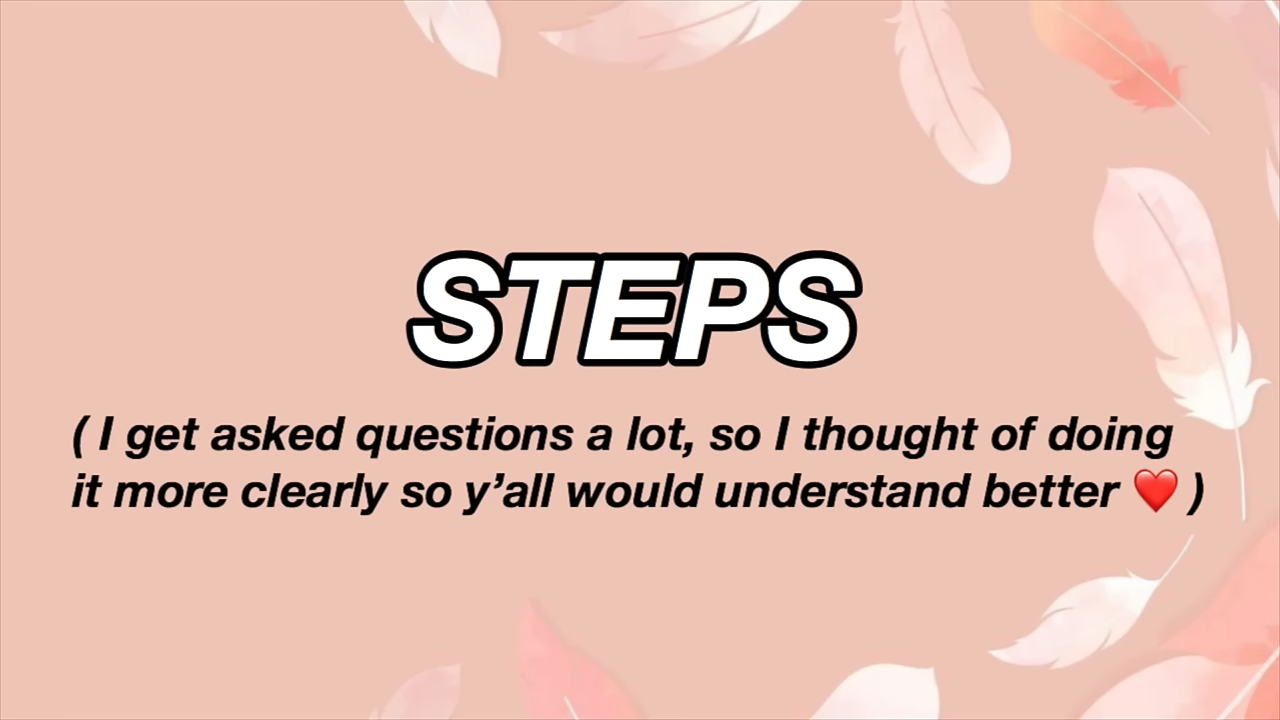 STEPS
( I get asked questions a lot, so I thought of doing
it more clearly so y’all would understand better ❤️ )